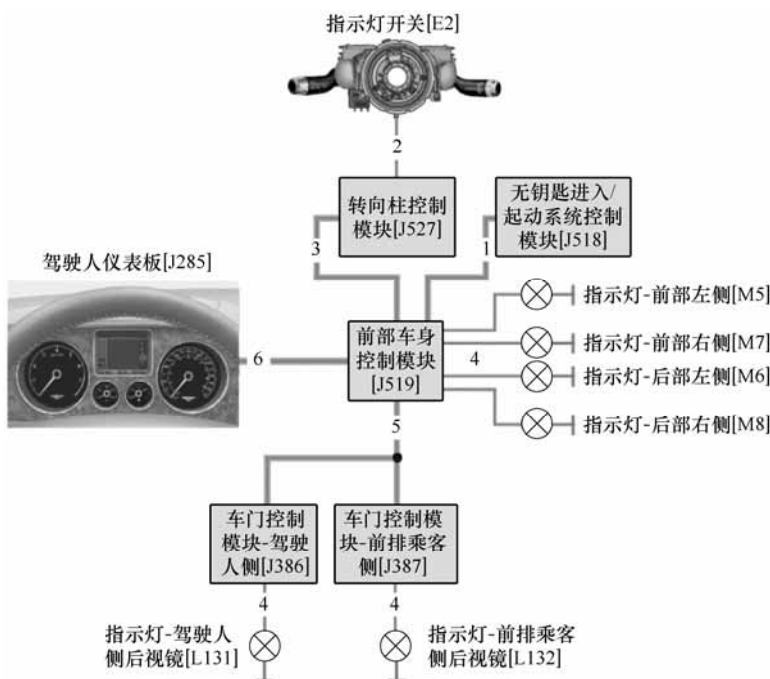 指示灯开关[E2]
2
转向柱控制
模块[J527]
无钥匙进入/
起动系统控制
模块[J518]
3
1
驾驶人仪表板[J285]
指示灯-前部左侧[M5]
前部车身
控制模块
[J519]
6
4
指示灯-前部右侧[M7]
指示灯-后部左侧[M6]
指示灯-后部右侧[M8]
5
车门控制
模块-驾驶
人侧[J386]
车门控制模
块-前排乘客
侧[J387]
4
4
指示灯-驾驶人
侧后视镜[L131]
指示灯-前排乘客
侧后视镜[L132]